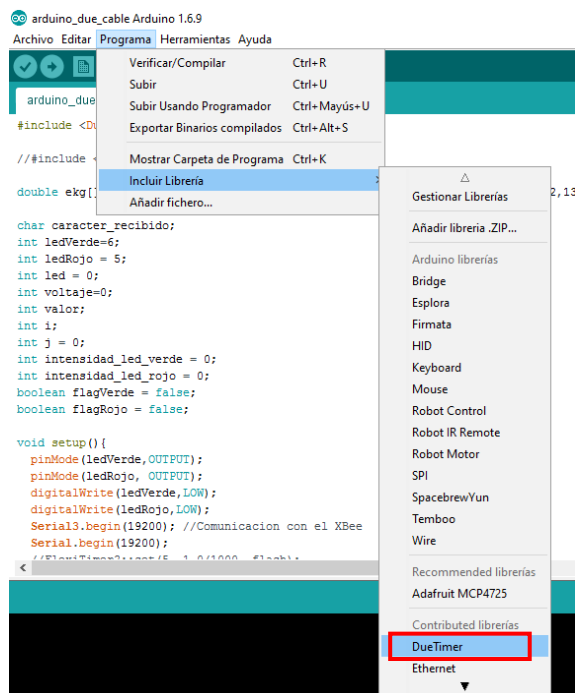 arduino_due_cable Arduino 1.6.9
Archivo Editar Programa Herramientas Ayuda
Verificar/Compilar Ctrl+R
Subir Ctrl+U
Subir Usando Programador Ctrl+Mayús+U
Exportar Binarios compilados Ctrl+Alt+S
Mostrar Carpeta de Programa Ctrl+K
Incluir Librería
Añadir fichero...
arduino_due
#include <Du
//#include <
double ekg[]
2,13
char caracter_recibido;
int ledVerde=6;
int ledRojo = 5;
int led = 0;
int voltaje=0;
int valor;
int i;
int j = 0;
int intensidad_led_verde = 0;
int intensidad_led_rojo = 0;
boolean flagVerde = false;
boolean flagRojo = false;
void setup(){
pinMode(ledVerde,OUTPUT);
pinMode(ledRojo, OUTPUT);
digitalWrite(ledVerde,LOW);
digitalWrite(ledRojo,LOW);
Serial3.begin(19200); //Comunicacion con el XBee
Serial.begin(19200);
Gestionar Librerías
Añadir libreria .ZIP...
Arduino librerías
Bridge
Esplora
Firmata
HID
Keyboard
Mouse
Robot Control
Robot IR Remote
Robot Motor
SPI
SpacebrewYun
Temboo
Wire
Recommended librerías
Adafruit MCP4725
Contributed librerías
DueTimer
Ethernet